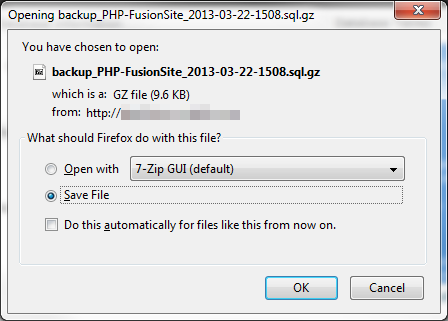 Opening backup_PHP-FusionSite_2013-03-22-1508.sql.gz
You have chosen to open:
backup_PHP-FusionSite_2013-03-22-1508.sql.gz
which is a: GZ file (9.6 KB)
from: http://
What should Firefox do with this file?
Open with 7-Zip GUI (default)
Save File
Do this automatically for files like this from now on.
OK Cancel